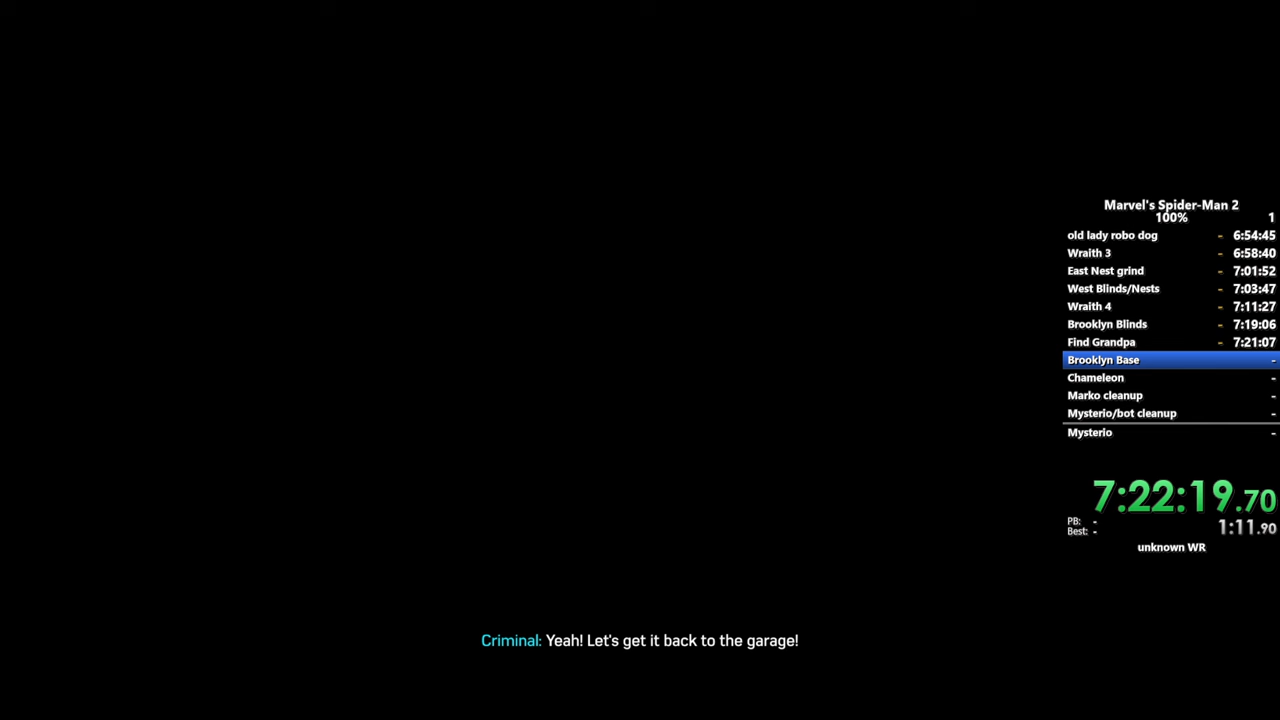 Marvel's Spider-Man 2
100% 1
old lady robo dog - 6:54:45
Wraith 3 - 6:58:40
East Nest grind - 7:01:52
West Blinds/Nests - 7:03:47
Wraith 4 - 7:11:27
Brooklyn Blinds - 7:19:06
Find Grandpa - 7:21:07
Brooklyn Base -
Chameleon -
Marko cleanup -
Mysterio/bot cleanup -
Mysterio -
7:22:19.70
PB: -
Best: - 1:11.90
unknown WR
Criminal: Yeah! Let's get it back to the garage!